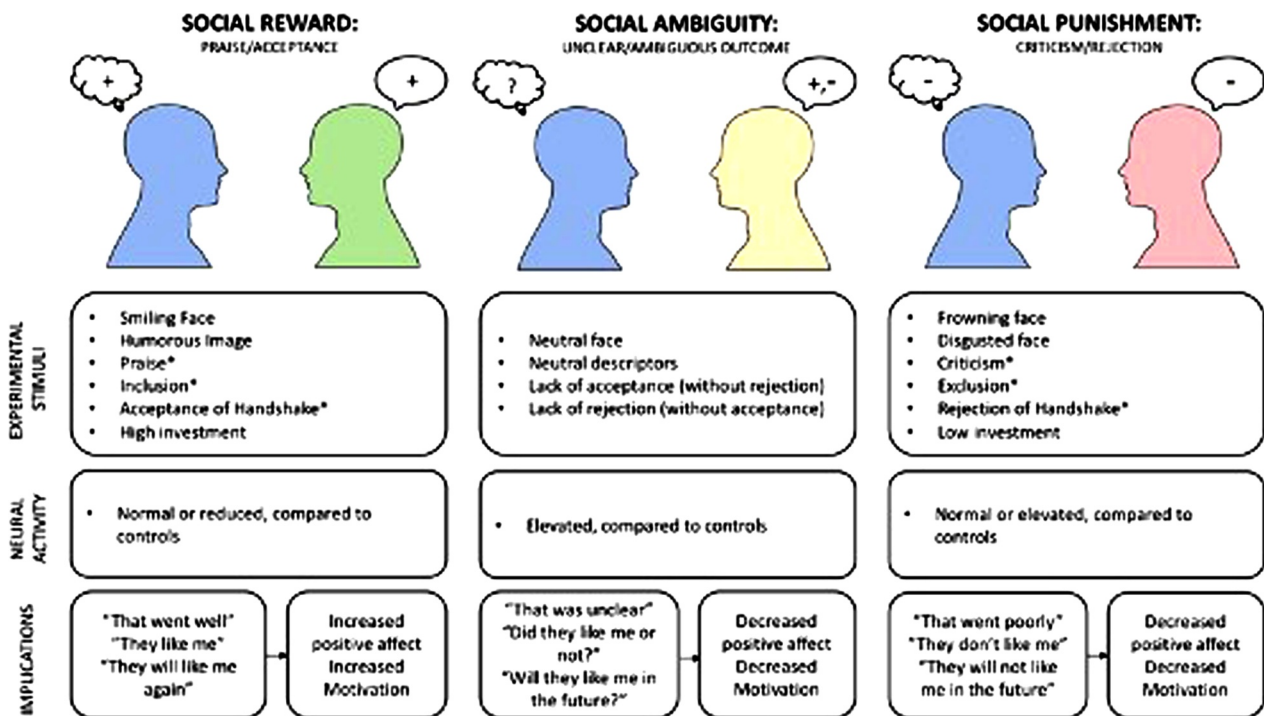 SOCIAL REWARD:
PRAISE/ACCEPTANCE
+
+
SOCIAL AMBIGUITY:
UNCLEAR/AMBIGUOUS OUTCOME
?
+,-
SOCIAL PUNISHMENT:
CRITICISM/REJECTION
-
-
EXPERIMENTAL
STIMULI
• Smiling Face
• Humorous Image
• Praise*
• Inclusion*
• Acceptance of Handshake*
• High investment
• Neutral face
• Neutral descriptors
• Lack of acceptance (without rejection)
• Lack of rejection (without acceptance)
• Frowning face
• Disgusted face
• Criticism*
• Exclusion*
• Rejection of Handshake*
• Low investment
NEURAL
ACTIVITY
• Normal or reduced, compared to
controls
• Elevated, compared to controls
• Normal or elevated, compared to
controls
IMPLICATIONS
"That went well"
"They like me"
"They will like me
again"
Increased
positive affect
Increased
Motivation
"That was unclear"
"Did they like me or
not?"
"Will they like me in
the future?"
Decreased
positive affect
Decreased
Motivation
"That went poorly"
"They don't like me"
"They will not like
me in the future"
Decreased
positive affect
Decreased
Motivation